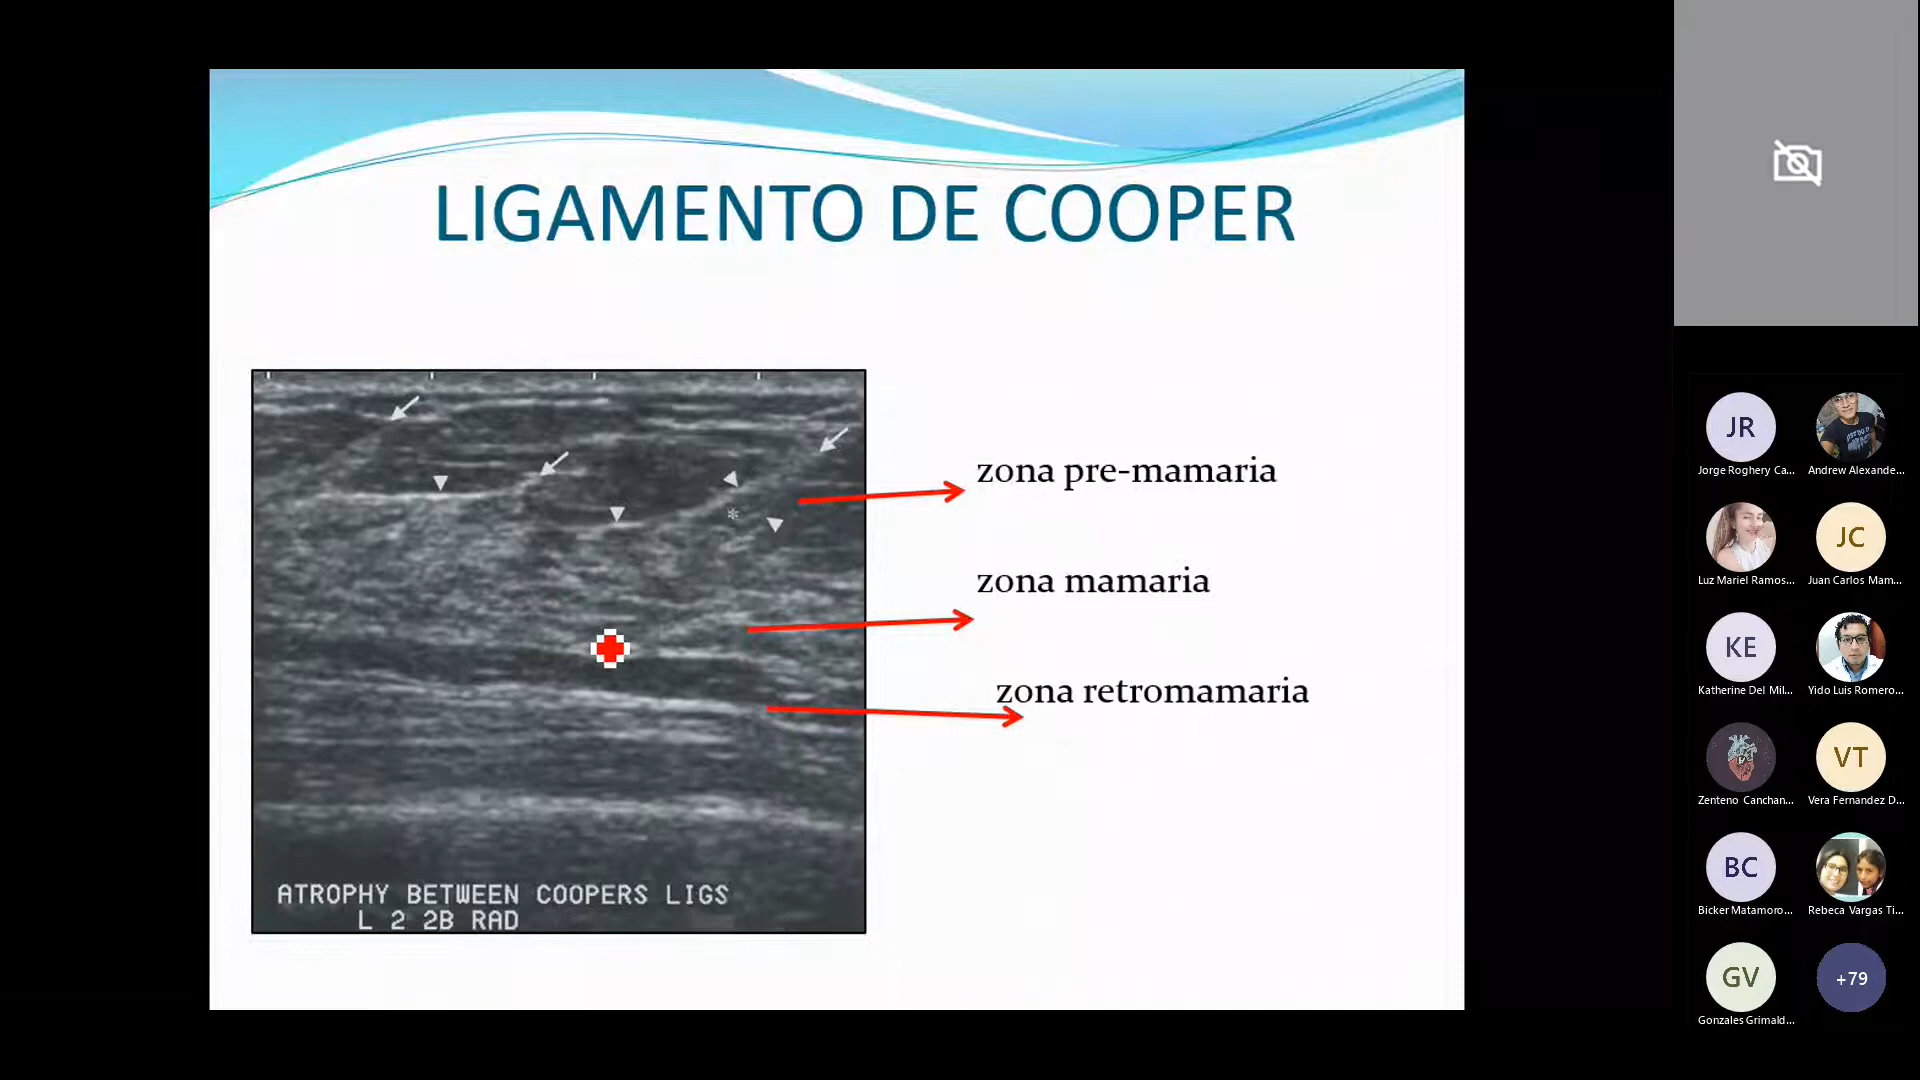 LIGAMENTO DE COOPER
zona pre-mamaria
zona mamaria
zona retromamaria
ATROPHY BETWEEN COOPERS LIGS
L 2 2B RAD
JR
Jorge Roghery Ca...
Andrew Alexande...
Luz Mariel Ramos...
JC
Juan Carlos Mam...
KE
Katherine Del Mil...
Yido Luis Romero...
Zenteno Canchan...
VT
Vera Fernandez D...
BC
Bicker Matamoro...
Rebeca Vargas Ti...
GV
Gonzales Grimald...
+79